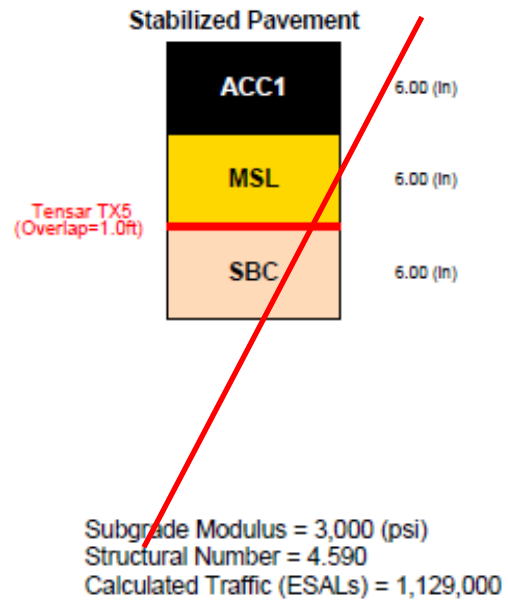 Stabilized Pavement
ACC1
6.00 (in)
MSL
6.00 (in)
Tensar TX5
(Overlap=1.0ft)
SBC
6.00 (in)
Subgrade Modulus = 3,000 (psi)
Structural Number = 4.590
Calculated Traffic (ESALs) = 1,129,000